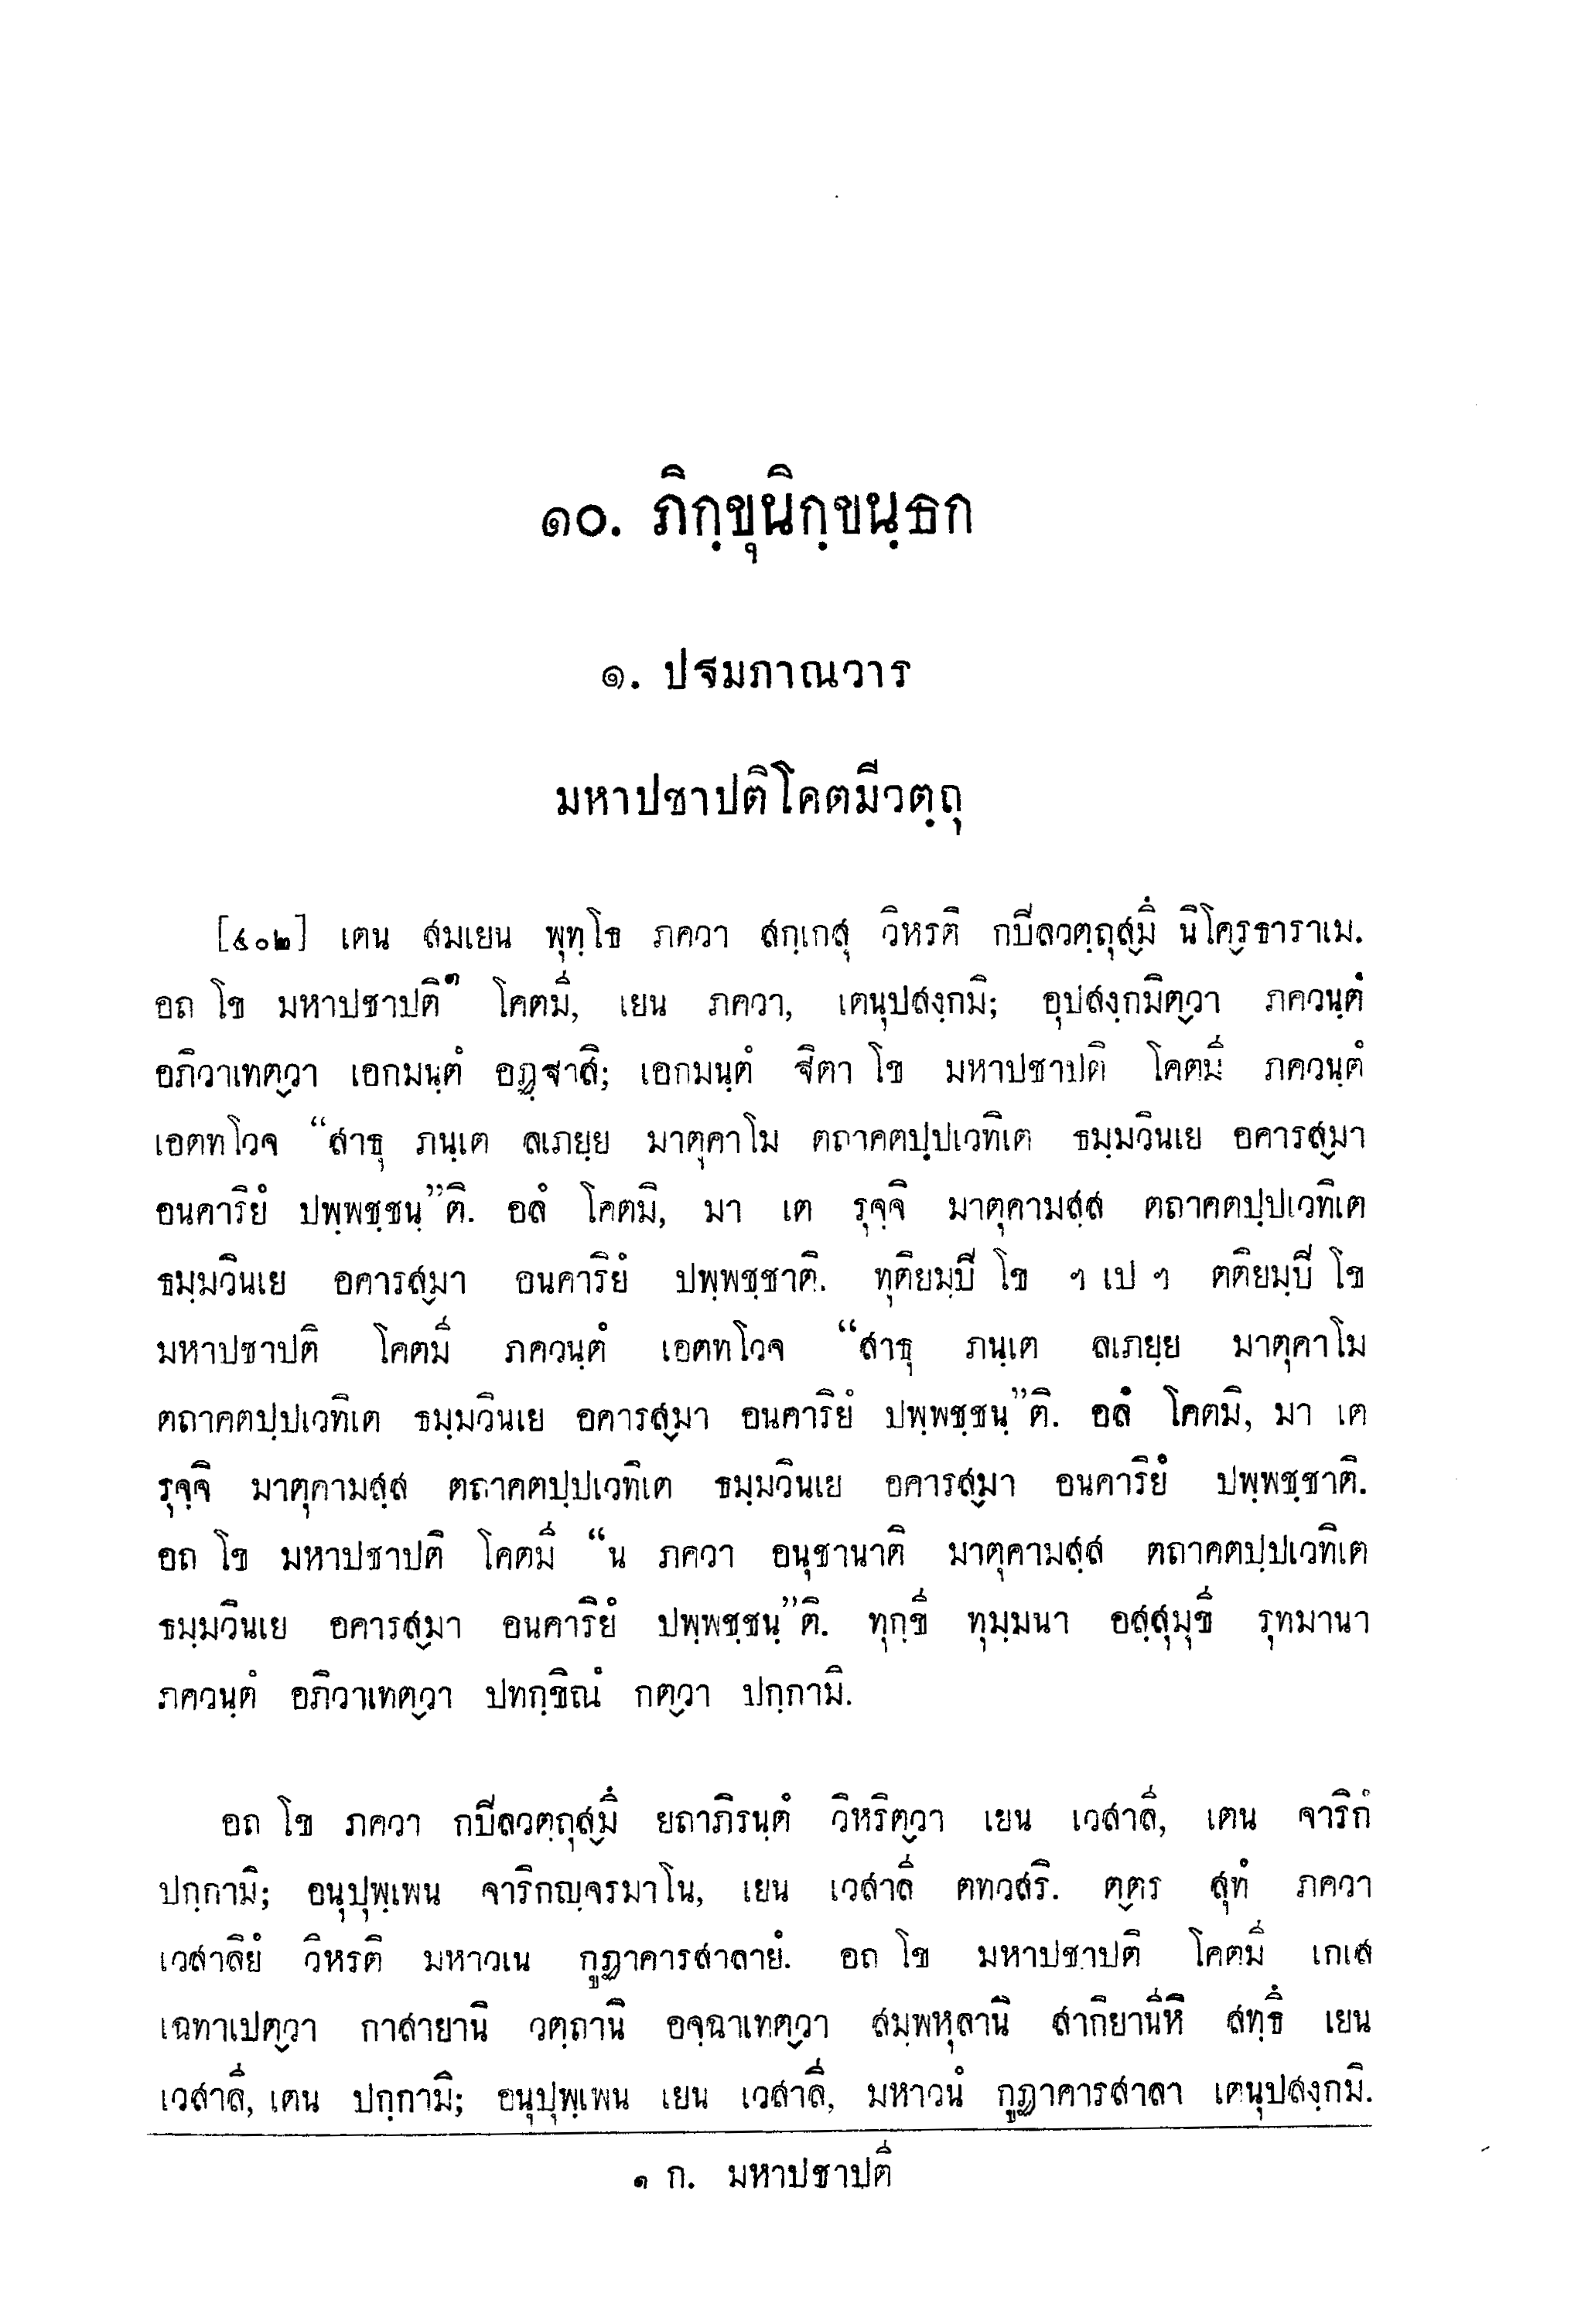 ๑๐. ภิกฺขุนิกฺขนฺธก
๑. ปฐมภาณวาร
มหาปชาปติโคตมีวตฺถุ
[๔๐๒] เตน สมเยน พุทฺโธ ภควา สกฺเกสุ วิหรติ กปิลวตฺถุสฺมิํ นิโคฺรธาราเม.
อถ โข มหาปชาปติ๑ โคตมี, เยน ภควา, เตนุปสงฺกมิ; อุปสงฺกมิตฺวา ภควนฺตํ
อภิวาเทตฺวา เอกมนฺตํ อฏฺฐาสิ; เอกมนฺตํ ฐิตา โข มหาปชาปติ โคตมี ภควนฺตํ
เอตทโวจ “สาธุ ภนฺเต ลเภยฺย มาตุคาโม ตถาคตปฺปเวทิเต ธมฺมวินเย อคารสฺมา
อนคาริยํ ปพฺพชฺชนฺ”ติ. อลํ โคตมิ, มา เต รุจฺจิ มาตุคามสฺส ตถาคตปฺปเวทิเต
ธมฺมวินเย อคารสฺมา อนคาริยํ ปพฺพชฺชาติ. ทุติยมฺปิ โข ฯ เป ฯ ตติยมฺปิ โข
มหาปชาปติ โคตมี ภควนฺตํ เอตทโวจ “สาธุ ภนฺเต ลเภยฺย มาตุคาโม
ตถาคตปฺปเวทิเต ธมฺมวินเย อคารสฺมา อนคาริยํ ปพฺพชฺชนฺ”ติ. อลํ โคตมิ, มา เต
รุจฺจิ มาตุคามสฺส ตถาคตปฺปเวทิเต ธมฺมวินเย อคารสฺมา อนคาริยํ ปพฺพชฺชาติ.
อถ โข มหาปชาปติ โคตมี “น ภควา อนุชานาติ มาตุคามสฺส ตถาคตปฺปเวทิเต
ธมฺมวินเย อคารสฺมา อนคาริยํ ปพฺพชฺชนฺ”ติ. ทุกฺขี ทุมฺมนา อสฺสุมุขี รุทมานา
ภควนฺตํ อภิวาเทตฺวา ปทกฺขิณํ กตฺวา ปกฺกามิ.
อถ โข ภควา กปิลวตฺถุสฺมิํ ยถาภิรนฺตํ วิหริตฺวา เยน เวสาลี, เตน จาริกํ
ปกฺกามิ; อนุปุพฺเพน จาริกญฺจรมาโน, เยน เวสาลี ตทวสริ. ตตฺร สุทํ ภควา
เวสาลิยํ วิหรติ มหาวเน กูฏาคารสาลายํ. อถ โข มหาปชาปติ โคตมี เกเส
เฉทาเปตฺวา กาสายานิ วตฺถานิ อจฺฉาเทตฺวา สมฺพหุลานิ สากิยานีหิ สทฺธิํ เยน
เวสาลี, เตน ปกฺกามิ; อนุปุพฺเพน เยน เวสาลี, มหาวนํ กูฏาคารสาลา เตนุปสงฺกมิ.
๑ ก. มหาปชาปตี